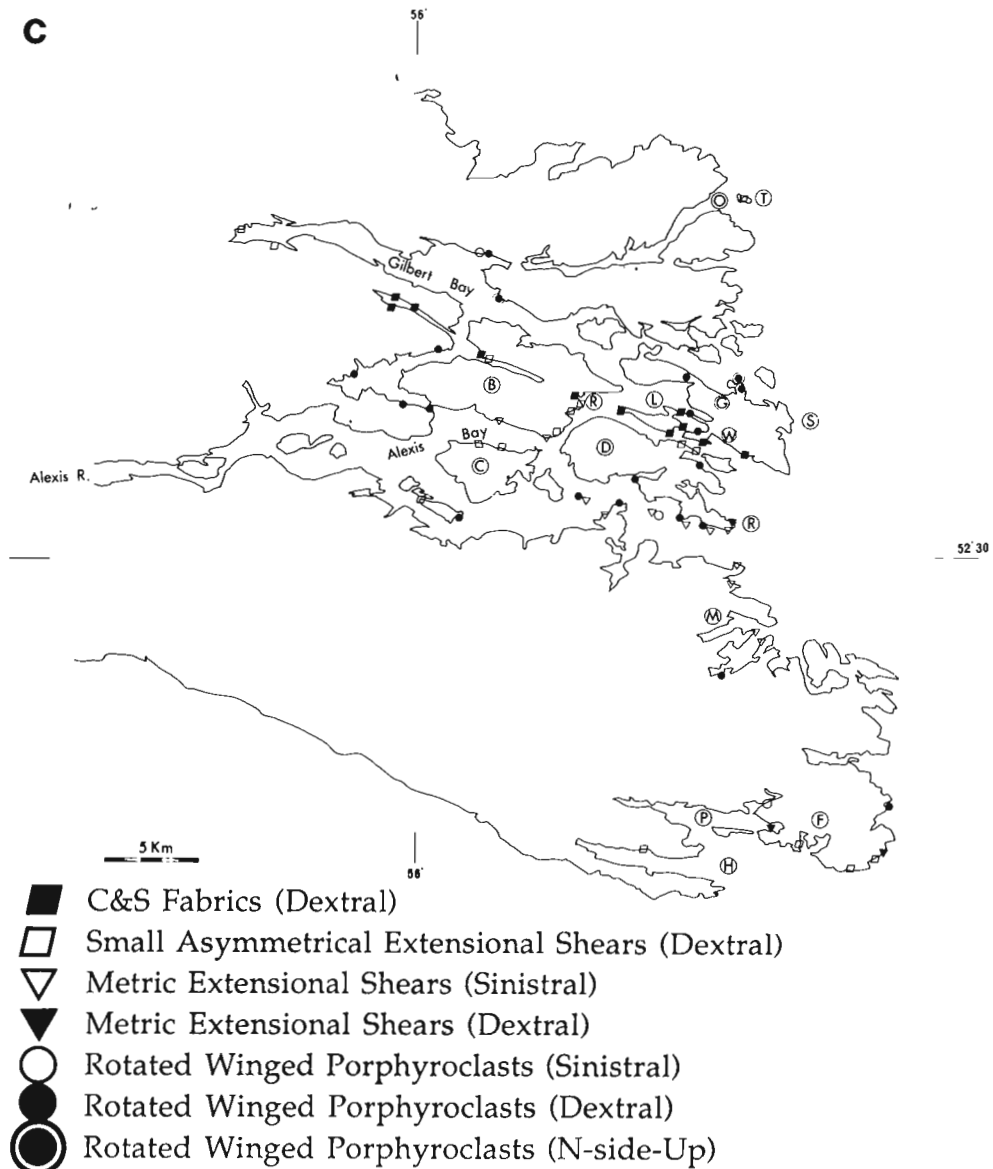 C
56°
T
Gilbert Bay
B
R
L
G
S
W
Alexis Bay
D
C
Alexis R.
R
52°30
M
P
F
H
5 Km
56°
C&S Fabrics (Dextral)
Small Asymmetrical Extensional Shears (Dextral)
Metric Extensional Shears (Sinistral)
Metric Extensional Shears (Dextral)
Rotated Winged Porphyroclasts (Sinistral)
Rotated Winged Porphyroclasts (Dextral)
Rotated Winged Porphyroclasts (N-side-Up)